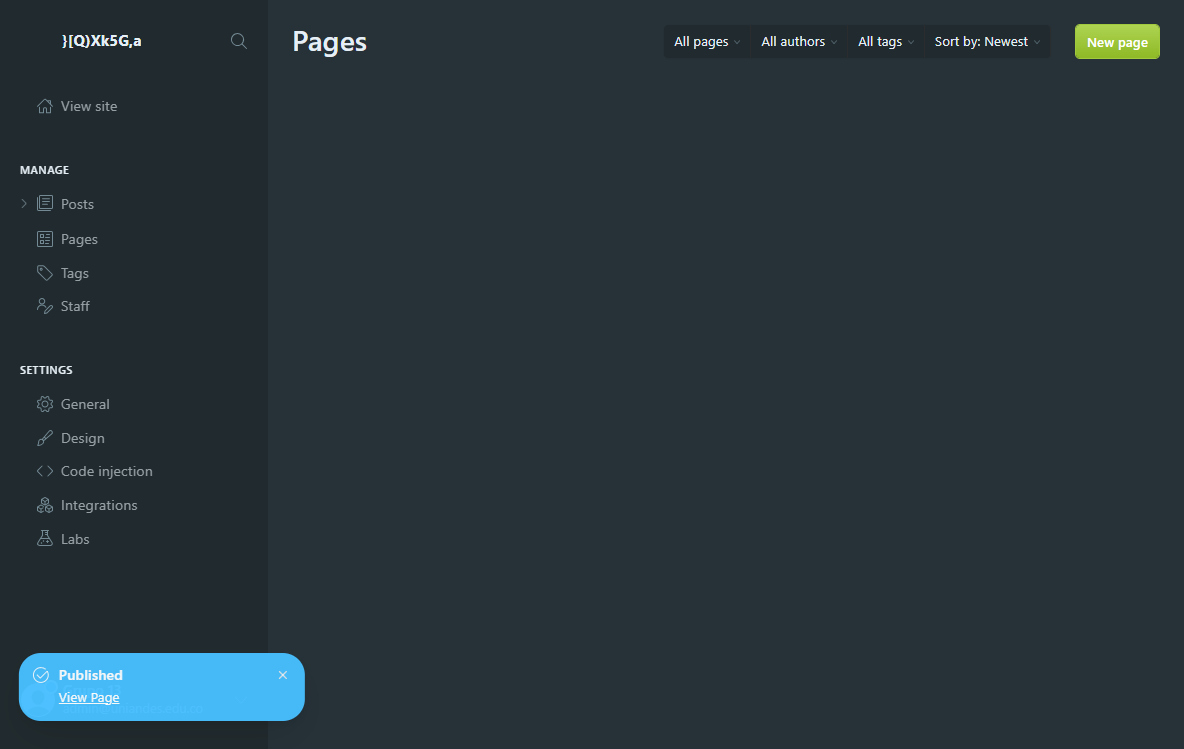 }[Q)Xk5G,a
Pages
All pages
All authors
All tags
Sort by: Newest
New page
View site
MANAGE
Posts
Pages
Tags
Staff
SETTINGS
General
Design
Code injection
Integrations
Labs
Published
View Page